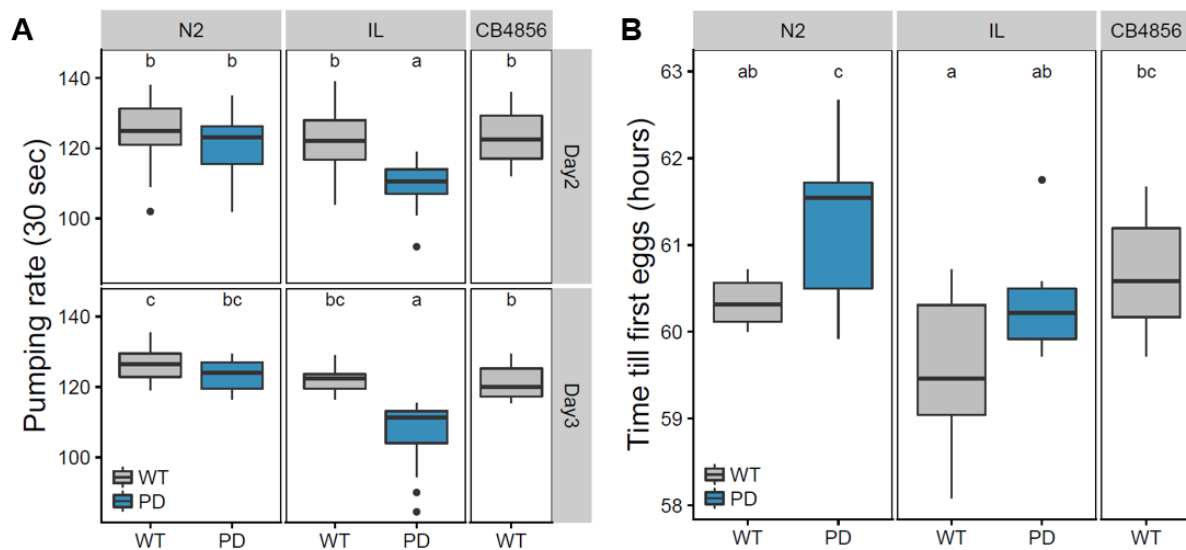 A
N2 IL CB4856
Pumping rate (30 sec)
140
120
100
b b b a b
Day2
140
120
100
c bc bc a b
Day3
WT
PD
WT PD WT PD WT
B
N2 IL CB4856
Time till first eggs (hours)
63
62
61
60
59
58
ab c a ab bc
WT
PD
WT PD WT PD WT